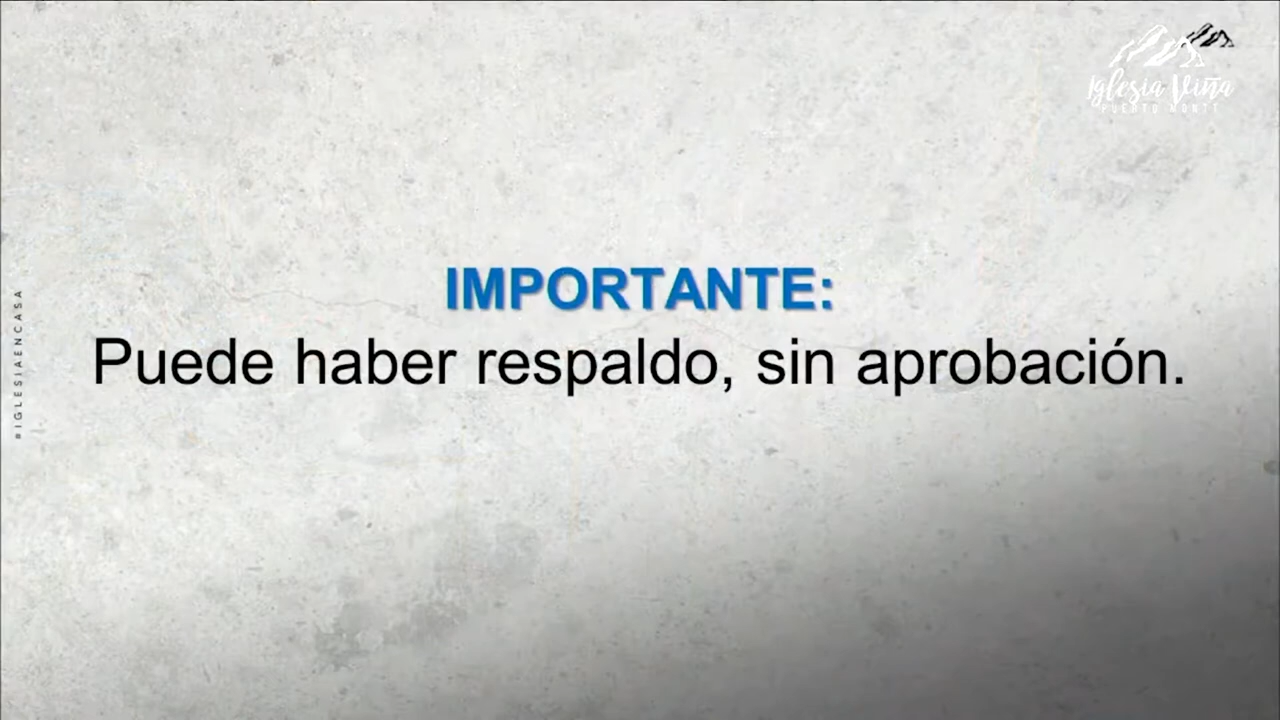 Iglesia Viña
PUERTO MONTT
IMPORTANTE:
Puede haber respaldo, sin aprobación.
#IGLESIAENCASA